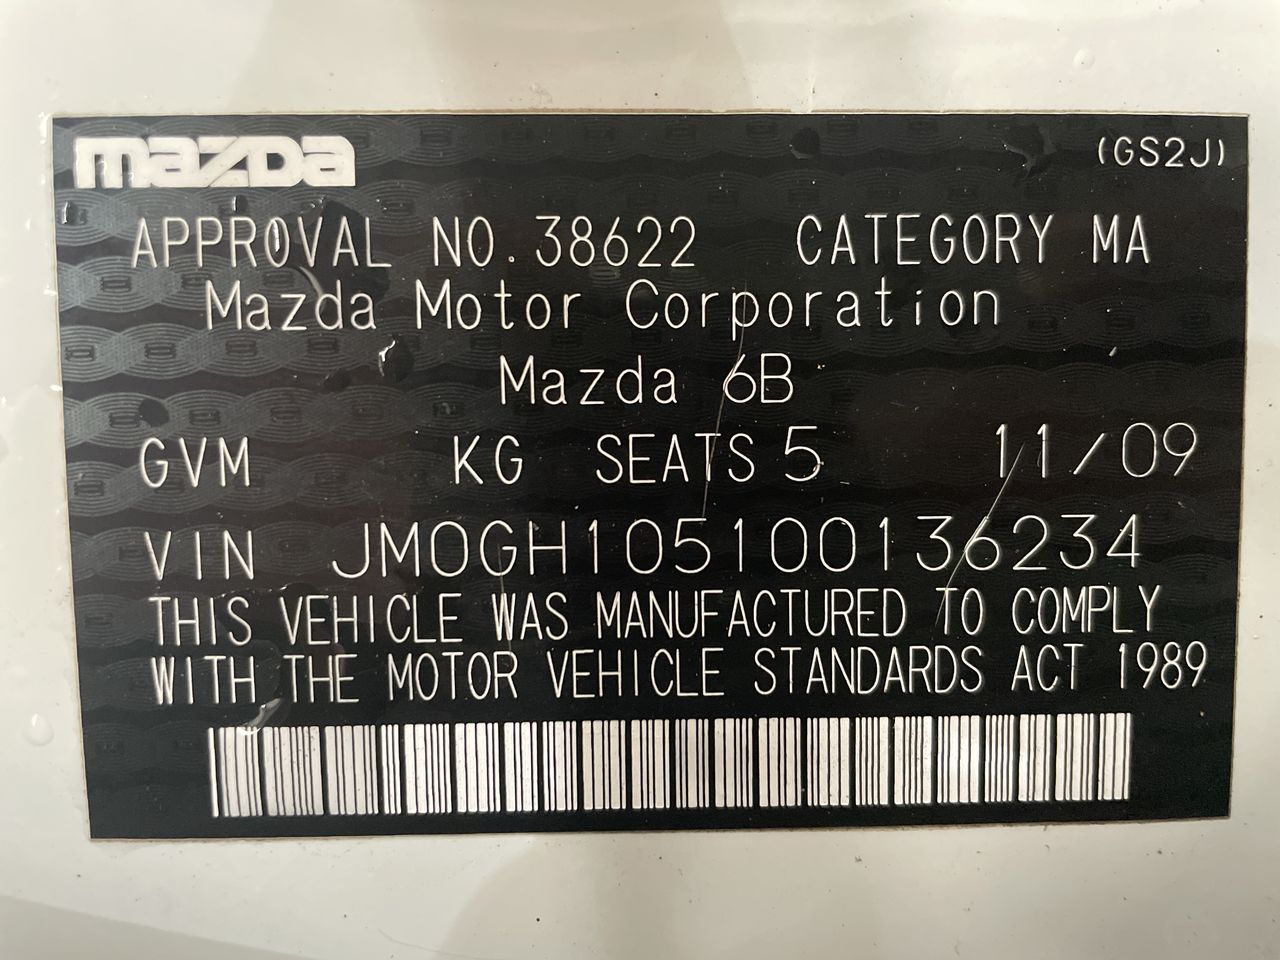 mazda (GS2J)
APPROVAL NO.38622 CATEGORY MA
Mazda Motor Corporation
Mazda 6B
GVM KG SEATS 5 11/09
VIN JM0GH105100136234
THIS VEHICLE WAS MANUFACTURED TO COMPLY
WITH THE MOTOR VEHICLE STANDARDS ACT 1989